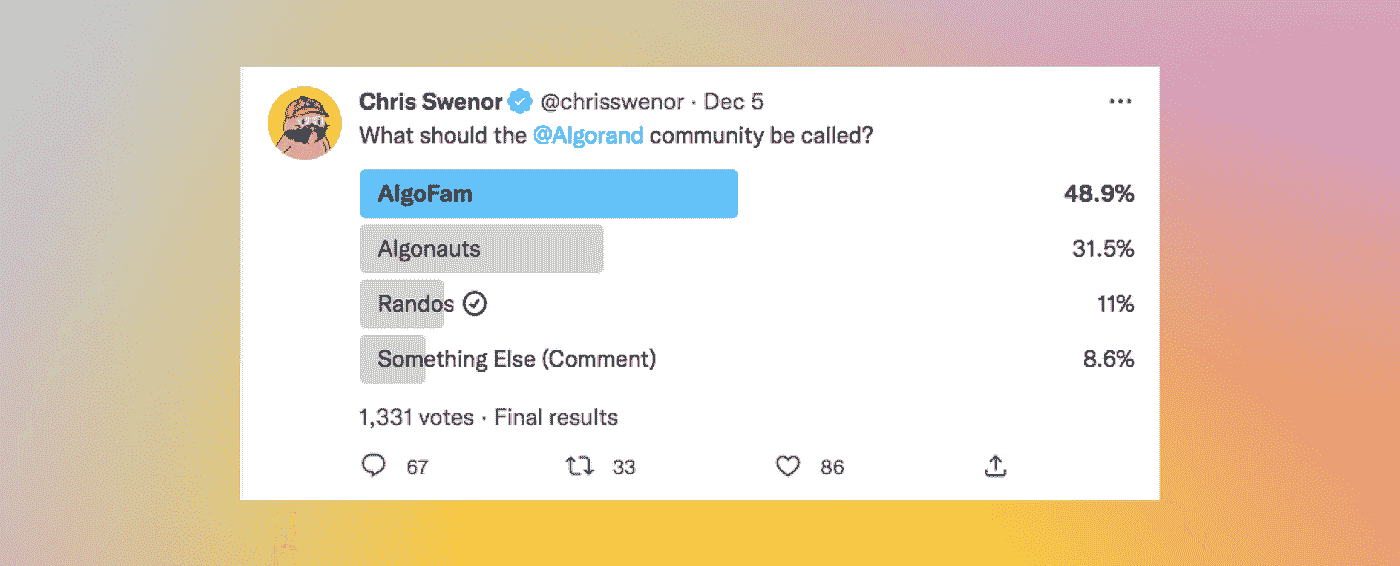 Chris Swenor @chrisswenor · Dec 5
What should the @Algorand community be called?
AlgoFam 48.9%
Algonauts 31.5%
Randos 11%
Something Else (Comment) 8.6%
1,331 votes · Final results
67 33 86